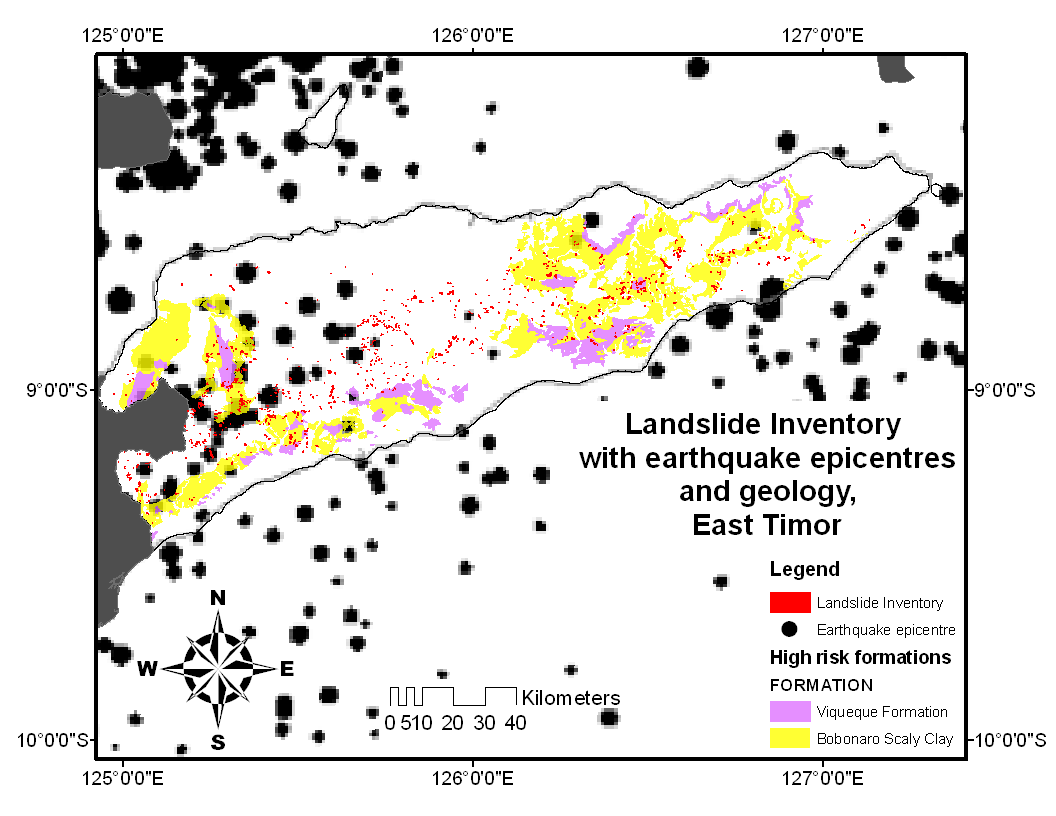 125°0'0"E 126°0'0"E 127°0'0"E
9°0'0"S 9°0'0"S
Landslide Inventory
with earthquake epicentres
and geology,
East Timor
Legend
Landslide Inventory
Earthquake epicentre
High risk formations
FORMATION
Viqueque Formation
Bobonaro Scaly Clay
N
W E
S
Kilometers
0 510 20 30 40
10°0'0"S 10°0'0"S
125°0'0"E 126°0'0"E 127°0'0"E